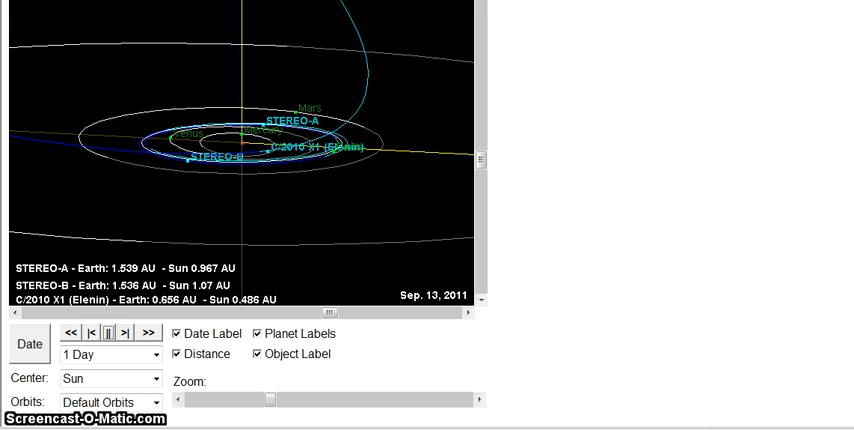 Mars
STEREO-A
Venus
Mercury
C/2010 X1 (Elenin)
STEREO-B
STEREO-A - Earth: 1.539 AU - Sun 0.967 AU
STEREO-B - Earth: 1.536 AU - Sun 1.07 AU
C/2010 X1 (Elenin) - Earth: 0.656 AU - Sun 0.486 AU
Sep. 13, 2011
Date
<< |< || >| >>
Date Label Planet Labels
1 Day
Distance Object Label
Center: Sun
Zoom:
Orbits: Default Orbits
Screencast-O-Matic.com